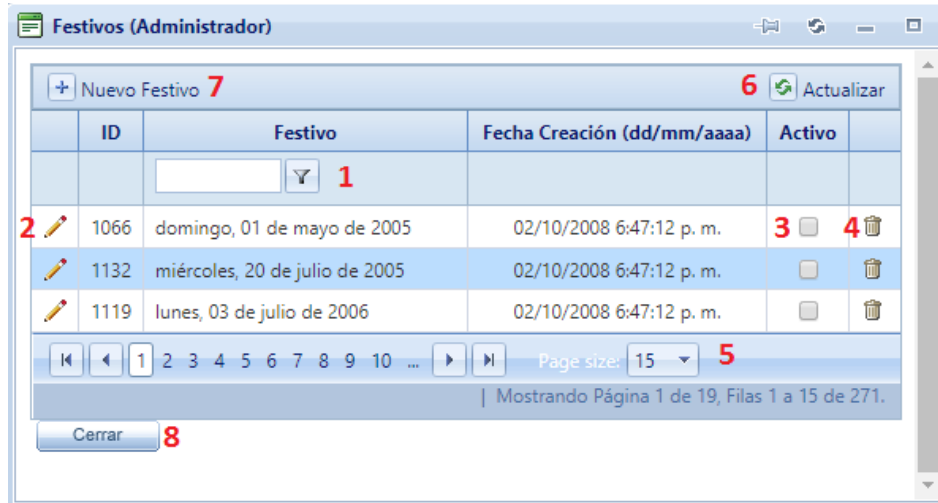 Festivos (Administrador)
Nuevo Festivo 7 6 Actualizar
ID Festivo Fecha Creación (dd/mm/aaaa) Activo
1
2 1066 domingo, 01 de mayo de 2005 02/10/2008 6:47:12 p. m. 3 4
1132 miércoles, 20 de julio de 2005 02/10/2008 6:47:12 p. m.
1119 lunes, 03 de julio de 2006 02/10/2008 6:47:12 p. m.
1 2 3 4 5 6 7 8 9 10 ... Page size: 15 5
| Mostrando Página 1 de 19, Filas 1 a 15 de 271.
Cerrar 8